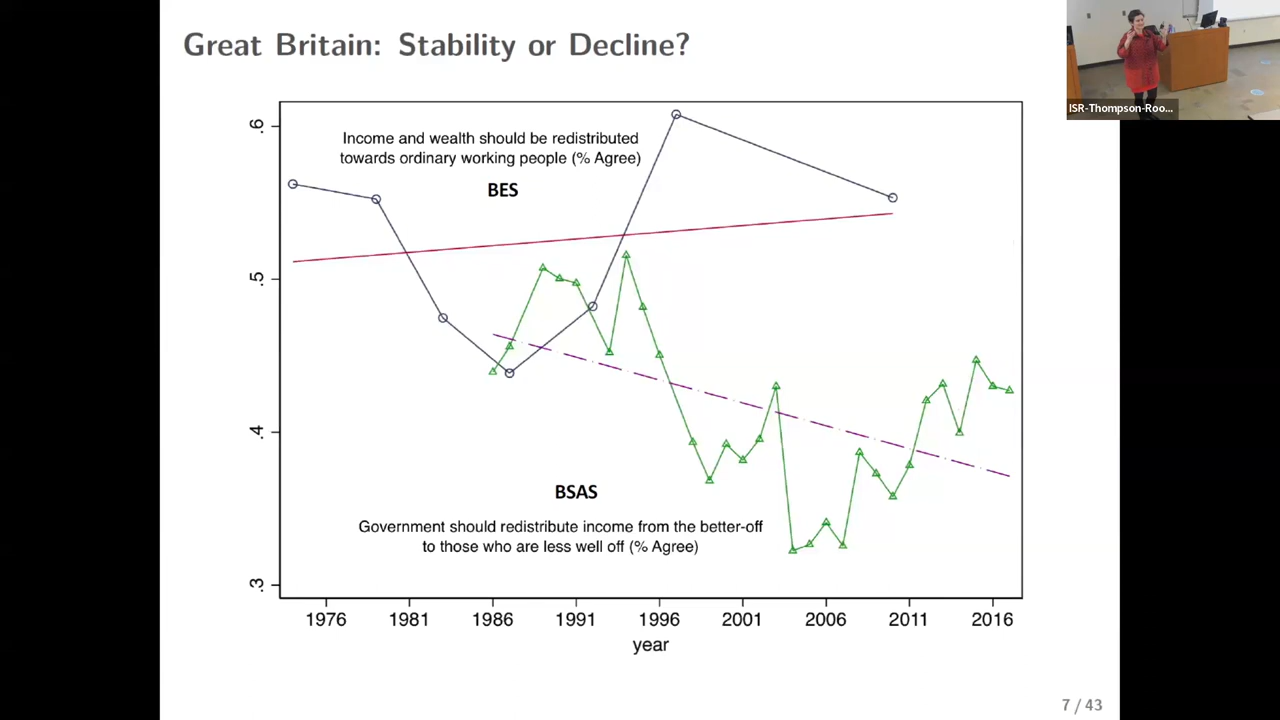 Great Britain: Stability or Decline?
ISR-Thompson-Roo...
Income and wealth should be redistributed
towards ordinary working people (% Agree)
BES
BSAS
Government should redistribute income from the better-off
to those who are less well off (% Agree)
.6
.5
.4
.3
1976 1981 1986 1991 1996 2001 2006 2011 2016
year
7 / 43